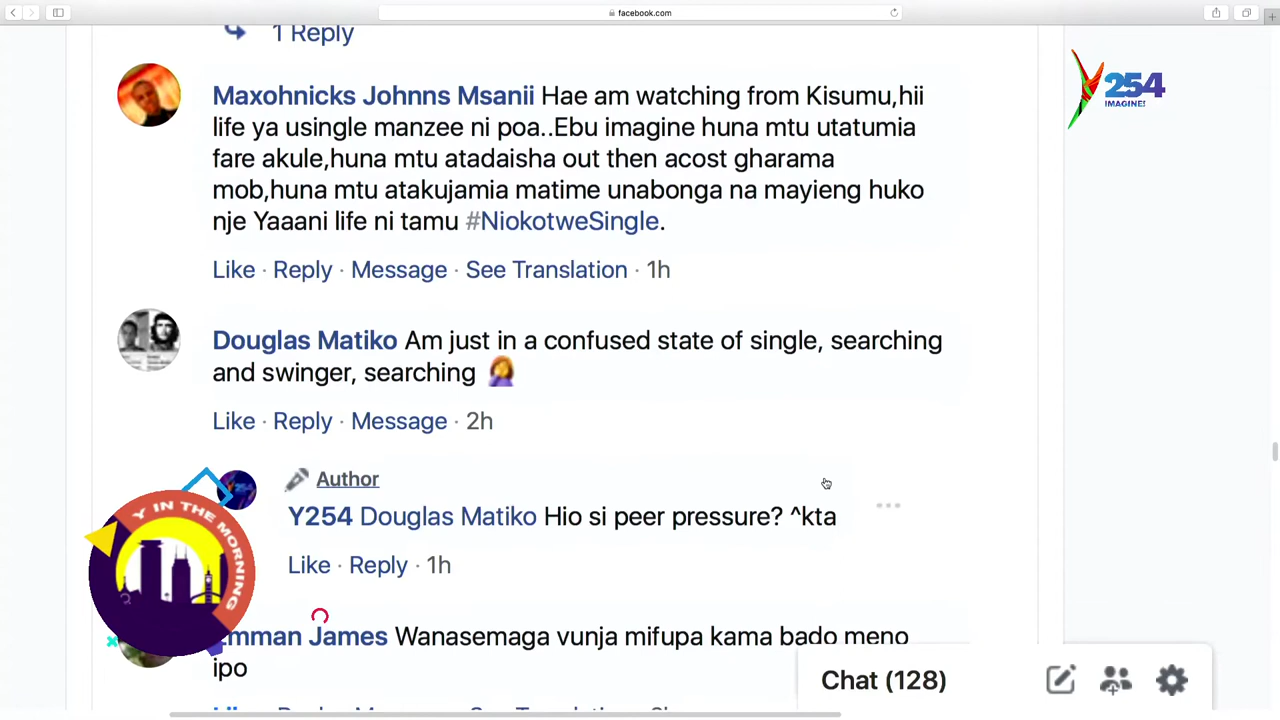 facebook.com
1 Reply
254
IMAGINE!
Maxohnicks Johnns Msanii Hae am watching from Kisumu,hii
life ya usingle manzee ni poa..Ebu imagine huna mtu utatumia
fare akule,huna mtu atadaisha out then acost gharama
mob,huna mtu atakujamia matime unabonga na mayieng huko
nje Yaaani life ni tamu #NiokotweSingle.
Like · Reply · Message · See Translation · 1h
Douglas Matiko Am just in a confused state of single, searching
and swinger, searching 🤦‍♀️
Like · Reply · Message · 2h
Author
Y254 Douglas Matiko Hio si peer pressure? ^kta
Like · Reply · 1h
Y IN THE MORNING
Emman James Wanasemaga vunja mifupa kama bado meno
ipo
Chat (128)